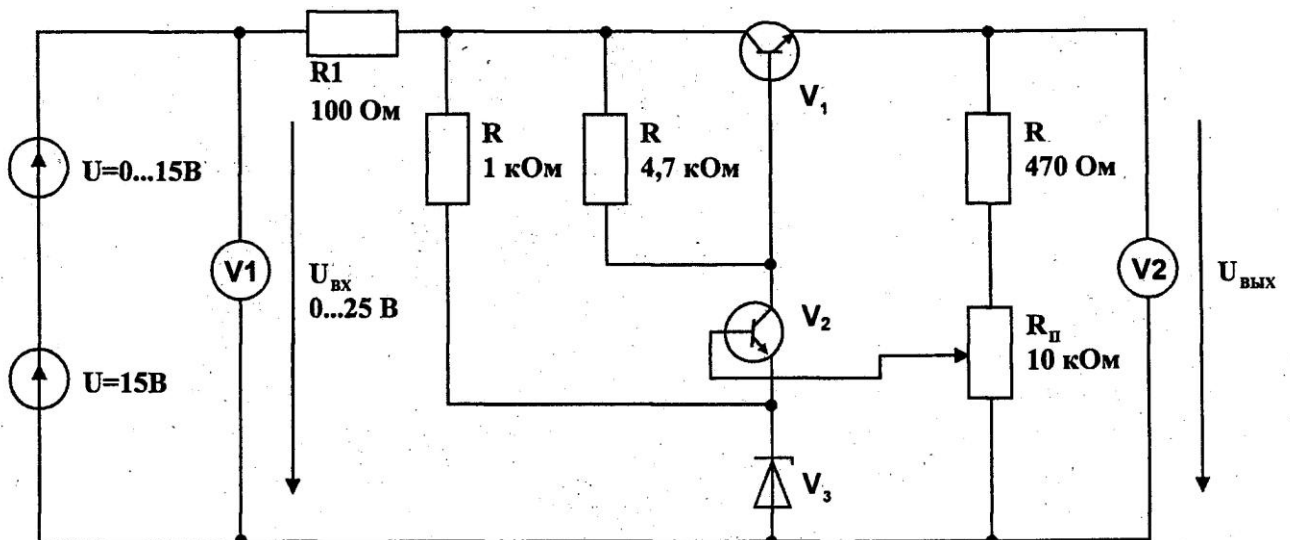 R1
100 Ом
V₁
R
1 кОм
R
4,7 кОм
R
470 Ом
U=0...15В
V1
Uвх
0...25 В
V2
Uвых
V₂
Rп
10 кОм
U=15В
V₃